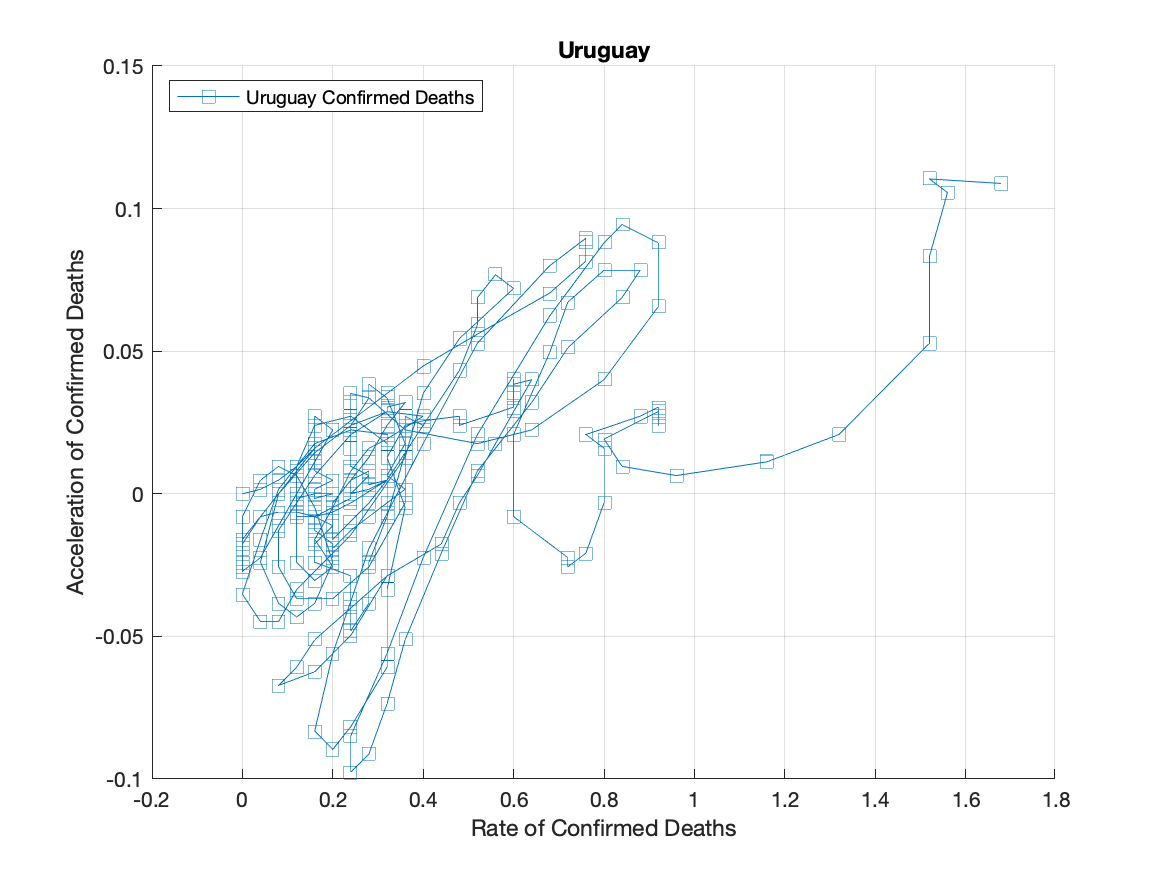 Uruguay
0.15
Uruguay Confirmed Deaths
0.1
0.05
0
-0.05
-0.1
Acceleration of Confirmed Deaths
-0.2 0 0.2 0.4 0.6 0.8 1 1.2 1.4 1.6 1.8
Rate of Confirmed Deaths